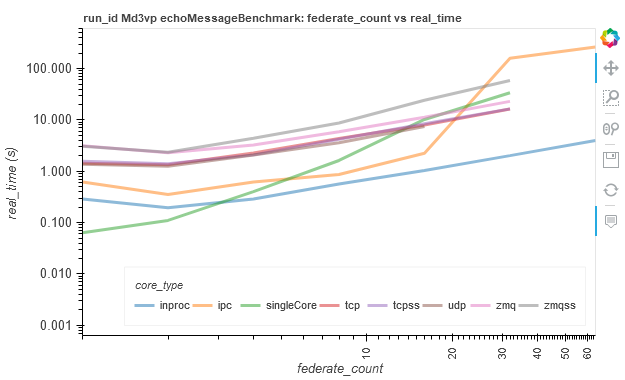 run_id Md3vp echoMessageBenchmark: federate_count vs real_time
real_time (s)
100.000
10.000
1.000
0.100
0.010
0.001
core_type
inproc ipc singleCore tcp tcpss udp zmq zmqss
10 20 30 40 50 60
federate_count